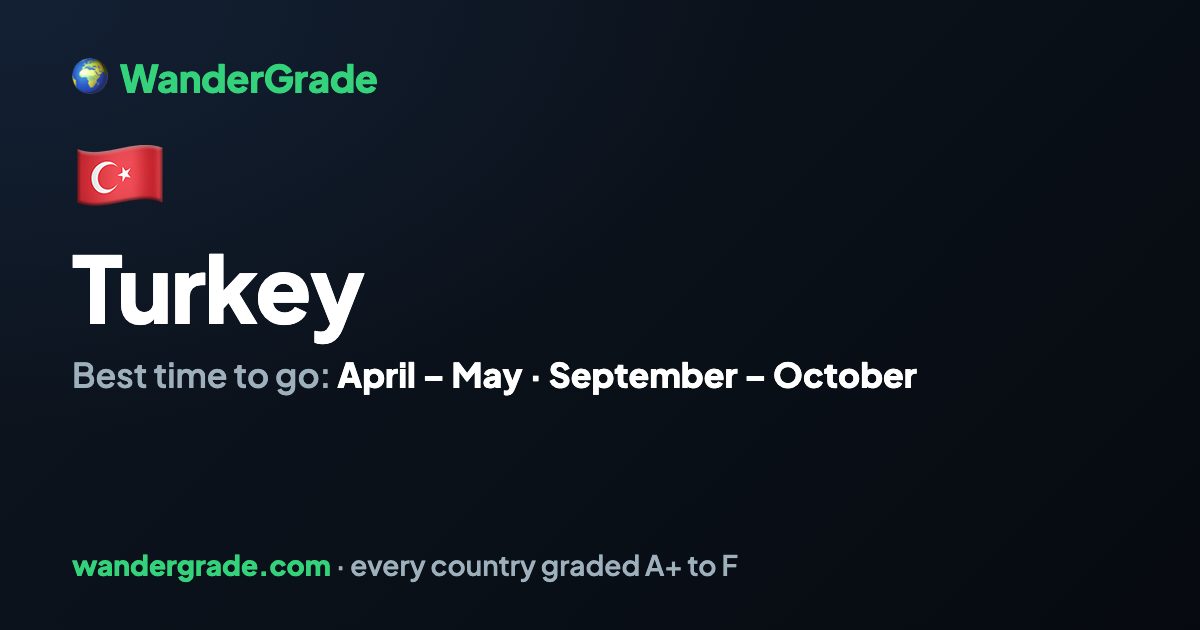 WanderGrade
Turkey
Best time to go: April – May · September – October
wandergrade.com · every country graded A+ to F